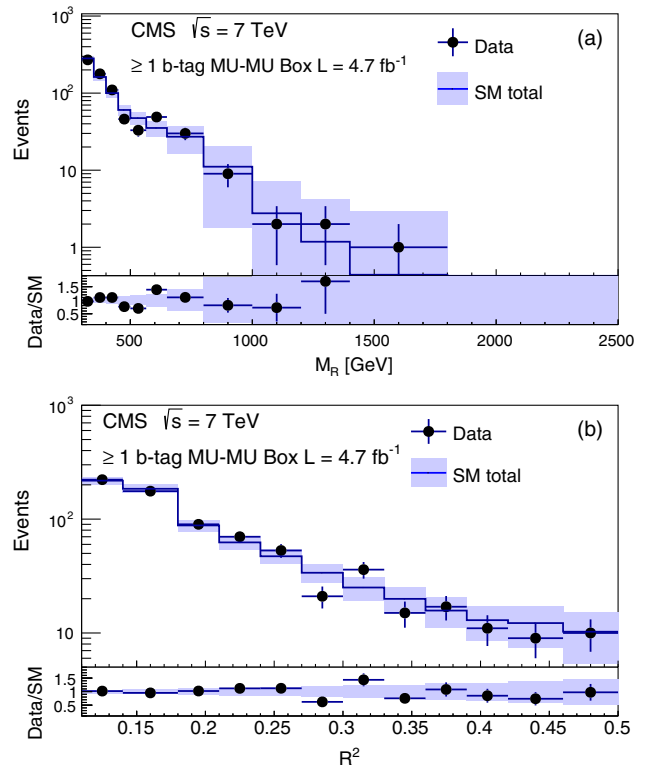 10³
CMS √s = 7 TeV
(a)
≥ 1 b-tag MU-MU Box L = 4.7 fb⁻¹
Data
SM total
10²
10
1
Events
1.5
0.5
Data/SM
500 1000 1500 2000 2500
M_R [GeV]
10³
CMS √s = 7 TeV
(b)
≥ 1 b-tag MU-MU Box L = 4.7 fb⁻¹
Data
SM total
10²
10
Events
1.5
0.5
Data/SM
0.15 0.2 0.25 0.3 0.35 0.4 0.45 0.5
R²